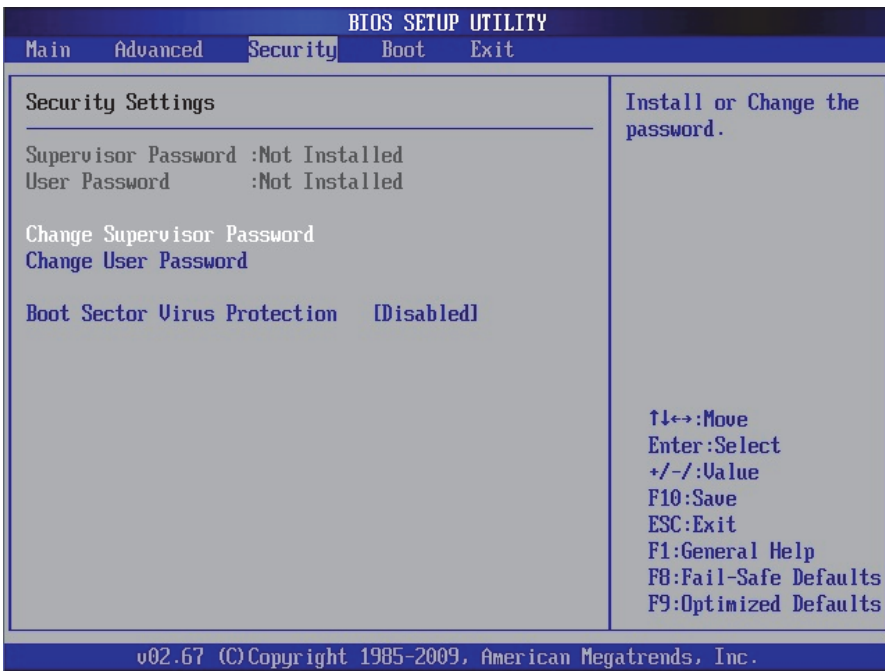 BIOS SETUP UTILITY
Main Advanced Security Boot Exit
Security Settings
Supervisor Password :Not Installed
User Password :Not Installed
Change Supervisor Password
Change User Password
Boot Sector Virus Protection [Disabled]
Install or Change the
password.
↑↓←→:Move
Enter:Select
+/-/:Value
F10:Save
ESC:Exit
F1:General Help
F8:Fail-Safe Defaults
F9:Optimized Defaults
v02.67 (C)Copyright 1985-2009, American Megatrends, Inc.